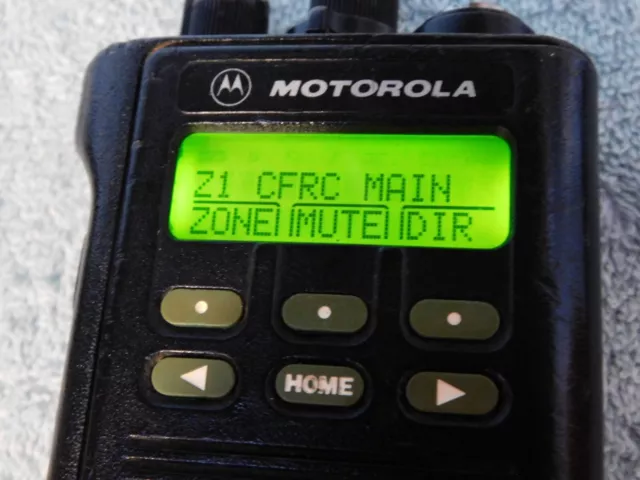 MOTOROLA
Z1 CFRC MAIN
ZONE MUTE DIR
HOME